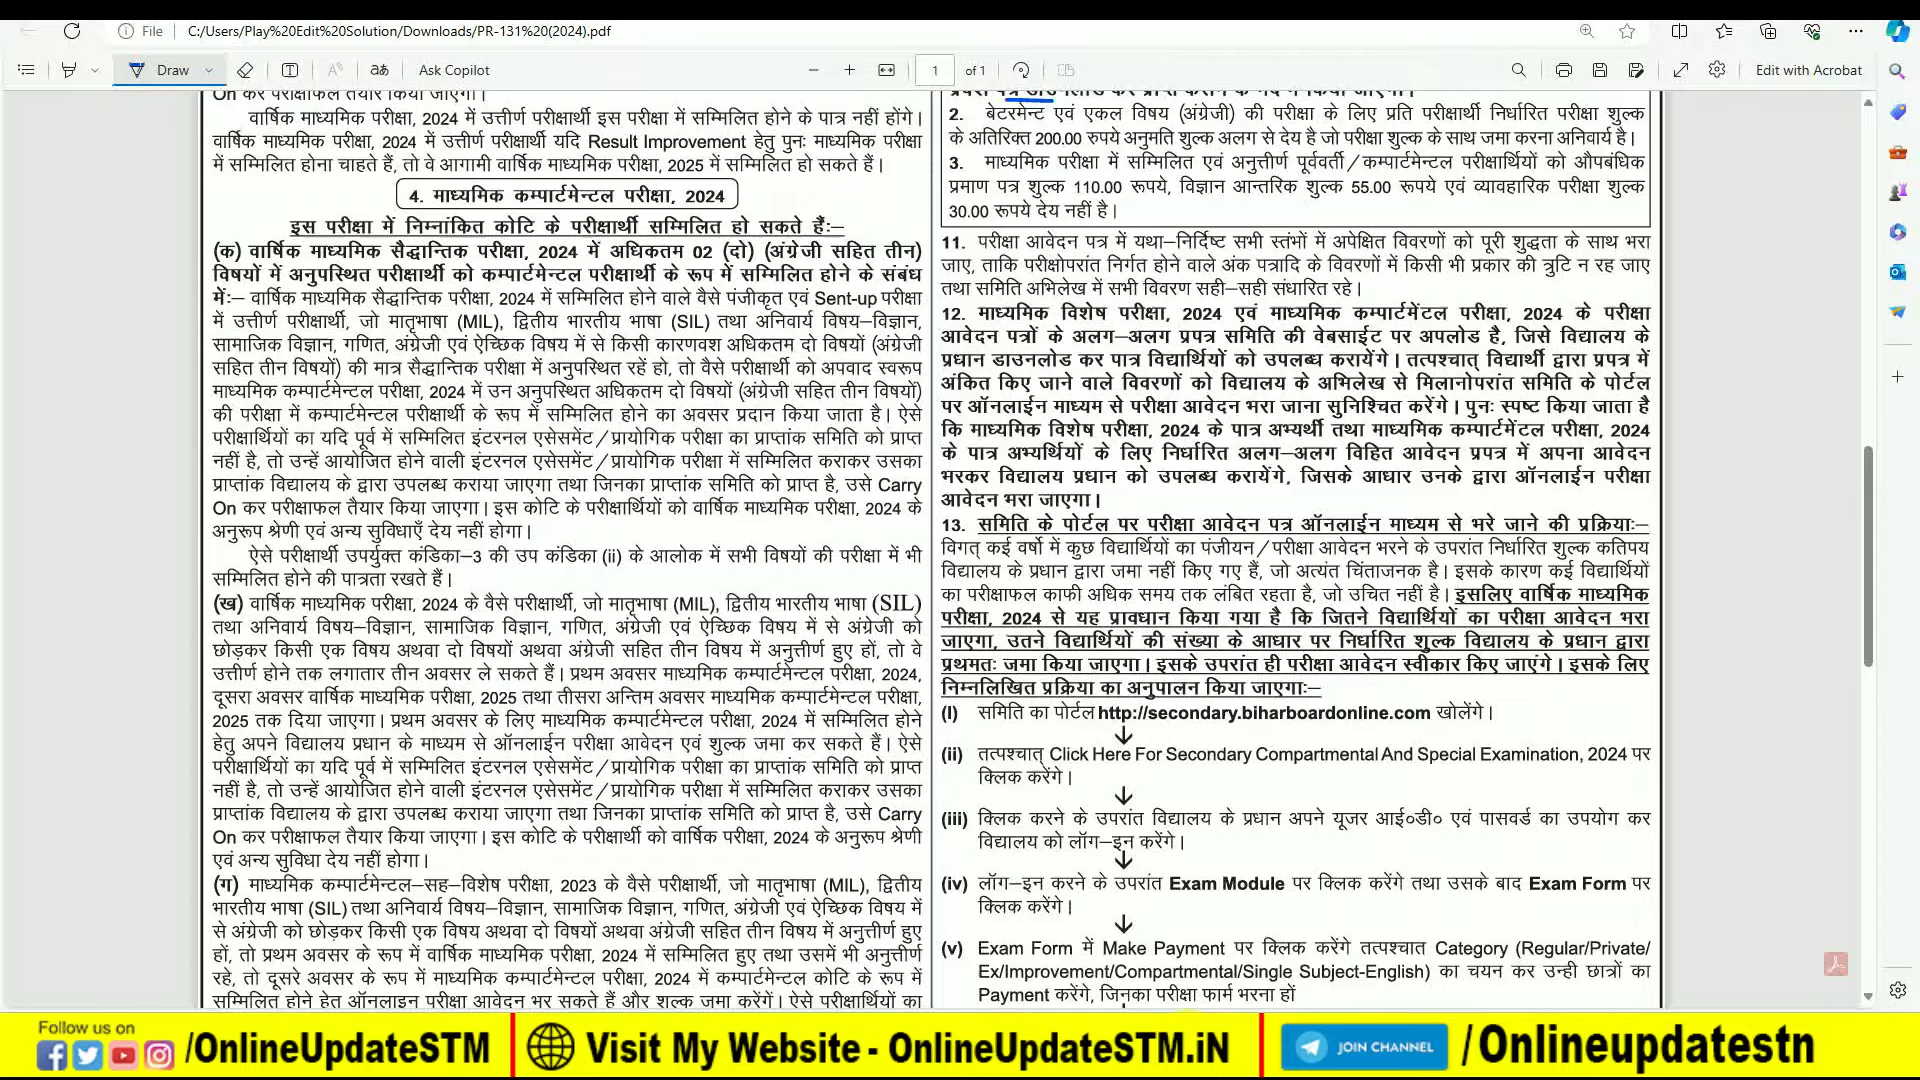 File
C:/Users/Play%20Edit%20Solution/Downloads/PR-131%20(2024).pdf
Draw
aあ
Ask Copilot
1
of 1
Edit with Acrobat
On कर परीक्षाफल तैयार किया जाएगा।
वार्षिक माध्यमिक परीक्षा, 2024 में उत्तीर्ण परीक्षार्थी इस परीक्षा में सम्मिलित होने के पात्र नहीं होंगे।
वार्षिक माध्यमिक परीक्षा, 2024 में उत्तीर्ण परीक्षार्थी यदि Result Improvement हेतु पुनः माध्यमिक परीक्षा
में सम्मिलित होना चाहते हैं, तो वे आगामी वार्षिक माध्यमिक परीक्षा, 2025 में सम्मिलित हो सकते हैं।
4. माध्यमिक कम्पार्टमेन्टल परीक्षा, 2024
इस परीक्षा में निम्नांकित कोटि के परीक्षार्थी सम्मिलित हो सकते हैंः–
(क) वार्षिक माध्यमिक सैद्धान्तिक परीक्षा, 2024 में अधिकतम 02 (दो) (अंग्रेजी सहित तीन)
विषयों में अनुपस्थित परीक्षार्थी को कम्पार्टमेन्टल परीक्षार्थी के रूप में सम्मिलित होने के संबंध
में:– वार्षिक माध्यमिक सैद्धान्तिक परीक्षा, 2024 में सम्मिलित होने वाले वैसे पंजीकृत एवं Sent-up परीक्षा
में उत्तीर्ण परीक्षार्थी, जो मातृभाषा (MIL), द्वितीय भारतीय भाषा (SIL) तथा अनिवार्य विषय–विज्ञान,
सामाजिक विज्ञान, गणित, अंग्रेजी एवं ऐच्छिक विषय में से किसी कारणवश अधिकतम दो विषयों (अंग्रेजी
सहित तीन विषयों) की मात्र सैद्धान्तिक परीक्षा में अनुपस्थित रहें हो, तो वैसे परीक्षार्थी को अपवाद स्वरूप
माध्यमिक कम्पार्टमेन्टल परीक्षा, 2024 में उन अनुपस्थित अधिकतम दो विषयों (अंग्रेजी सहित तीन विषयों)
की परीक्षा में कम्पार्टमेन्टल परीक्षार्थी के रूप में सम्मिलित होने का अवसर प्रदान किया जाता है। ऐसे
परीक्षार्थियों का यदि पूर्व में सम्मिलित इंटरनल एसेसमेंट/प्रायोगिक परीक्षा का प्राप्तांक समिति को प्राप्त
नहीं है, तो उन्हें आयोजित होने वाली इंटरनल एसेसमेंट/प्रायोगिक परीक्षा में सम्मिलित कराकर उसका
प्राप्तांक विद्यालय के द्वारा उपलब्ध कराया जाएगा तथा जिनका प्राप्तांक समिति को प्राप्त है, उसे Carry
On कर परीक्षाफल तैयार किया जाएगा। इस कोटि के परीक्षार्थियों को वार्षिक माध्यमिक परीक्षा, 2024 के
अनुरूप श्रेणी एवं अन्य सुविधाएँ देय नहीं होगा।
ऐसे परीक्षार्थी उपर्युक्त कंडिका–3 की उप कंडिका (ii) के आलोक में सभी विषयों की परीक्षा में भी
सम्मिलित होने की पात्रता रखते हैं।
(ख) वार्षिक माध्यमिक परीक्षा, 2024 के वैसे परीक्षार्थी, जो मातृभाषा (MIL), द्वितीय भारतीय भाषा (SIL)
तथा अनिवार्य विषय–विज्ञान, सामाजिक विज्ञान, गणित, अंग्रेजी एवं ऐच्छिक विषय में से अंग्रेजी को
छोड़कर किसी एक विषय अथवा दो विषयों अथवा अंग्रेजी सहित तीन विषय में अनुत्तीर्ण हुए हों, तो वे
उत्तीर्ण होने तक लगातार तीन अवसर ले सकते हैं। प्रथम अवसर माध्यमिक कम्पार्टमेन्टल परीक्षा, 2024,
दूसरा अवसर वार्षिक माध्यमिक परीक्षा, 2025 तथा तीसरा अन्तिम अवसर माध्यमिक कम्पार्टमेन्टल परीक्षा,
2025 तक दिया जाएगा। प्रथम अवसर के लिए माध्यमिक कम्पार्टमेन्टल परीक्षा, 2024 में सम्मिलित होने
हेतु अपने विद्यालय प्रधान के माध्यम से ऑनलाईन परीक्षा आवेदन एवं शुल्क जमा कर सकते हैं। ऐसे
परीक्षार्थियों का यदि पूर्व में सम्मिलित इंटरनल एसेसमेंट/प्रायोगिक परीक्षा का प्राप्तांक समिति को प्राप्त
नहीं है, तो उन्हें आयोजित होने वाली इंटरनल एसेसमेंट/प्रायोगिक परीक्षा में सम्मिलित कराकर उसका
प्राप्तांक विद्यालय के द्वारा उपलब्ध कराया जाएगा तथा जिनका प्राप्तांक समिति को प्राप्त है, उसे Carry
On कर परीक्षाफल तैयार किया जाएगा। इस कोटि के परीक्षार्थी को वार्षिक परीक्षा, 2024 के अनुरूप श्रेणी
एवं अन्य सुविधा देय नहीं होगा।
(ग) माध्यमिक कम्पार्टमेन्टल–सह–विशेष परीक्षा, 2023 के वैसे परीक्षार्थी, जो मातृभाषा (MIL), द्वितीय
भारतीय भाषा (SIL) तथा अनिवार्य विषय–विज्ञान, सामाजिक विज्ञान, गणित, अंग्रेजी एवं ऐच्छिक विषय में
से अंग्रेजी को छोड़कर किसी एक विषय अथवा दो विषयों अथवा अंग्रेजी सहित तीन विषय में अनुत्तीर्ण हुए
हों, तो प्रथम अवसर के रूप में वार्षिक माध्यमिक परीक्षा, 2024 में सम्मिलित हुए तथा उसमें भी अनुत्तीर्ण
रहे, तो दूसरे अवसर के रूप में माध्यमिक कम्पार्टमेन्टल परीक्षा, 2024 में कम्पार्टमेन्टल कोटि के रूप में
सम्मिलित होने हेतु ऑनलाइन परीक्षा आवेदन भर सकते हैं और शुल्क जमा करेंगें। ऐसे परीक्षार्थियों का
2. बेटरमेन्ट एवं एकल विषय (अंग्रेजी) की परीक्षा के लिए प्रति परीक्षार्थी निर्धारित परीक्षा शुल्क
के अतिरिक्त 200.00 रुपये अनुमति शुल्क अलग से देय है जो परीक्षा शुल्क के साथ जमा करना अनिवार्य है।
3. माध्यमिक परीक्षा में सम्मिलित एवं अनुत्तीर्ण पूर्ववर्ती/कम्पार्टमेन्टल परीक्षार्थियों को औपबंधिक
प्रमाण पत्र शुल्क 110.00 रूपये, विज्ञान आन्तरिक शुल्क 55.00 रूपये एवं व्यावहारिक परीक्षा शुल्क
30.00 रूपये देय नहीं है।
11. परीक्षा आवेदन पत्र में यथा–निर्दिष्ट सभी स्तंभों में अपेक्षित विवरणों को पूरी शुद्धता के साथ भरा
जाए, ताकि परीक्षोपरांत निर्गत होने वाले अंक पत्रादि के विवरणों में किसी भी प्रकार की त्रुटि न रह जाए
तथा समिति अभिलेख में सभी विवरण सही–सही संधारित रहे।
12. माध्यमिक विशेष परीक्षा, 2024 एवं माध्यमिक कम्पार्टमेंटल परीक्षा, 2024 के परीक्षा
आवेदन पत्रों के अलग–अलग प्रपत्र समिति की वेबसाईट पर अपलोड है, जिसे विद्यालय के
प्रधान डाउनलोड कर पात्र विद्यार्थियों को उपलब्ध करायेंगे। तत्पश्चात् विद्यार्थी द्वारा प्रपत्र में
अंकित किए जाने वाले विवरणों को विद्यालय के अभिलेख से मिलानोपरांत समिति के पोर्टल
पर ऑनलाईन माध्यम से परीक्षा आवेदन भरा जाना सुनिश्चित करेंगे। पुनः स्पष्ट किया जाता है
कि माध्यमिक विशेष परीक्षा, 2024 के पात्र अभ्यर्थी तथा माध्यमिक कम्पार्टमेंटल परीक्षा, 2024
के पात्र अभ्यर्थियों के लिए निर्धारित अलग–अलग विहित आवेदन प्रपत्र में अपना आवेदन
भरकर विद्यालय प्रधान को उपलब्ध करायेंगे, जिसके आधार उनके द्वारा ऑनलाईन परीक्षा
आवेदन भरा जाएगा।
13. समिति के पोर्टल पर परीक्षा आवेदन पत्र ऑनलाईन माध्यम से भरे जाने की प्रक्रियाः–
विगत् कई वर्षो में कुछ विद्यार्थियों का पंजीयन/परीक्षा आवेदन भरने के उपरांत निर्धारित शुल्क कतिपय
विद्यालय के प्रधान द्वारा जमा नहीं किए गए हैं, जो अत्यंत चिंताजनक है। इसके कारण कई विद्यार्थियों
का परीक्षाफल काफी अधिक समय तक लंबित रहता है, जो उचित नहीं है। इसलिए वार्षिक माध्यमिक
परीक्षा, 2024 से यह प्रावधान किया गया है कि जितने विद्यार्थियों का परीक्षा आवेदन भरा
जाएगा, उतने विद्यार्थियों की संख्या के आधार पर निर्धारित शुल्क विद्यालय के प्रधान द्वारा
प्रथमतः जमा किया जाएगा। इसके उपरांत ही परीक्षा आवेदन स्वीकार किए जाएंगे। इसके लिए
निम्नलिखित प्रक्रिया का अनुपालन किया जाएगाः–
(I) समिति का पोर्टल http://secondary.biharboardonline.com खोलेंगे।
(ii) तत्पश्चात् Click Here For Secondary Compartmental And Special Examination, 2024 पर
क्लिक करेंगे।
(iii) क्लिक करने के उपरांत विद्यालय के प्रधान अपने यूजर आई०डी० एवं पासवर्ड का उपयोग कर
विद्यालय को लॉग–इन करेंगे।
(iv) लॉग–इन करने के उपरांत Exam Module पर क्लिक करेंगे तथा उसके बाद Exam Form पर
क्लिक करेंगे।
(v) Exam Form में Make Payment पर क्लिक करेंगे तत्पश्चात Category (Regular/Private/
Ex/Improvement/Compartmental/Single Subject-English) का चयन कर उन्ही छात्रों का
Payment करेंगे, जिनका परीक्षा फार्म भरना हों
Follow us on
/OnlineUpdateSTM
Visit My Website - OnlineUpdateSTM.iN
JOIN CHANNEL
/Onlineupdatestn